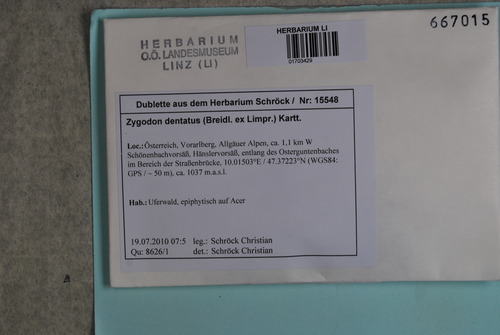 667015
HERBARIUM
O.Ö. LANDESMUSEUM
LINZ (LI)
HERBARIUM LI
01703429
Dublette aus dem Herbarium Schröck / Nr: 15548
Zygodon dentatus (Breidl. ex Limpr.) Kartt.
Loc.: Österreich, Vorarlberg, Allgäuer Alpen, ca. 1,1 km W
Schönenbachvorsäß, Hänslervorsäß, entlang des Osterguntenbaches
im Bereich der Straßenbrücke, 10.01503°E / 47.37223°N (WGS84:
GPS / ~ 50 m), ca. 1037 m.a.s.l.
Hab.: Uferwald, epiphytisch auf Acer
19.07.2010 07:5 leg.: Schröck Christian
Qu: 8626/1 det.: Schröck Christian